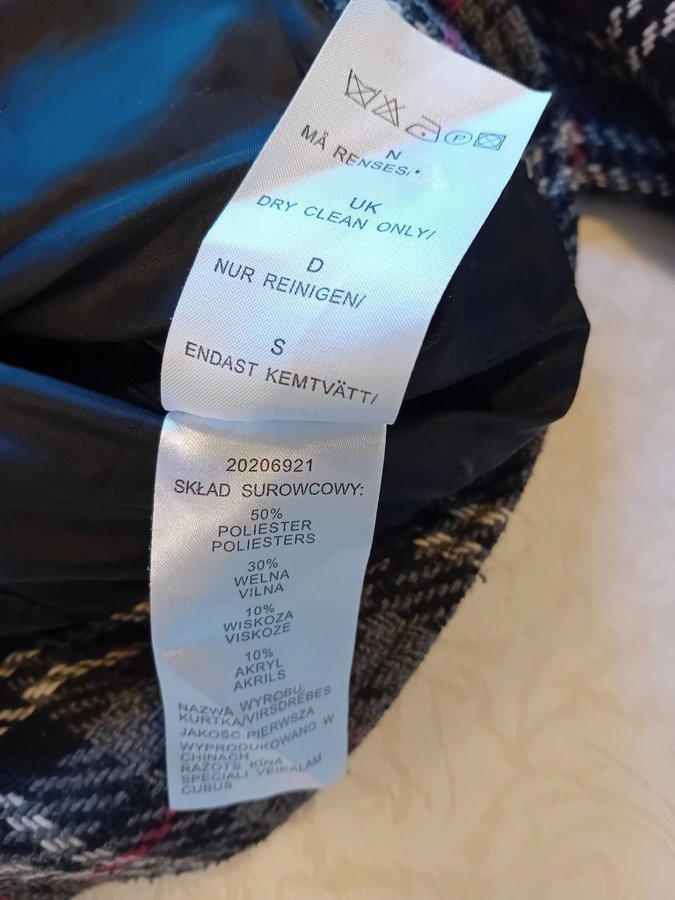 P
N
MÅ RENSES/*
UK
DRY CLEAN ONLY/
D
NUR REINIGEN/
S
ENDAST KEMTVÄTT/
20206921
SKŁAD SUROWCOWY:
50%
POLIESTER
POLIESTERS
30%
WELNA
VILNA
10%
WISKOZA
VISKOZE
10%
AKRYL
AKRILS
NAZWA WYROBU:
KURTKA/VIRSDRĒBES
JAKOŚĆ PIERWSZA
WYPRODUKOWANO W
CHINACH
RAŽOTS ĶĪNĀ
SPECIĀLI VEIKALAM
CUBUS